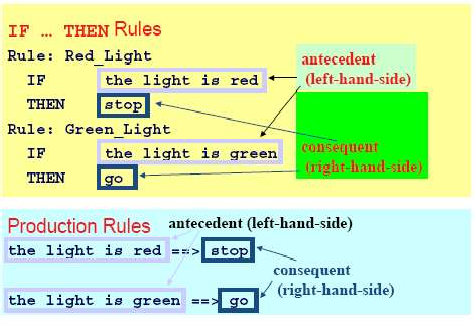 IF … THEN Rules
Rule: Red_Light
antecedent
IF the light is red
(left-hand-side)
THEN stop
Rule: Green_Light
consequent
IF the light is green
(right-hand-side)
THEN go
Production Rules
antecedent (left-hand-side)
the light is red ==> stop
consequent
(right-hand-side)
the light is green ==> go